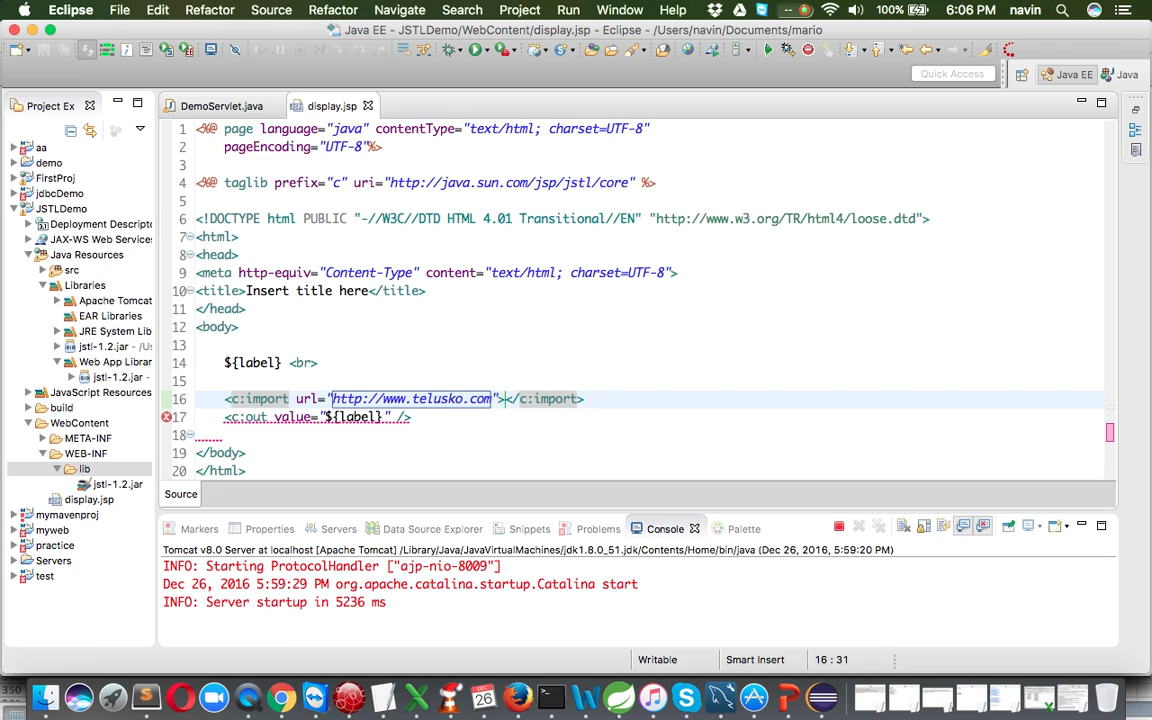 Eclipse File Edit Refactor Source Refactor Navigate Search Project Run Window Help 100% 6:06 PM navin
Java EE - JSTLDemo/WebContent/display.jsp - Eclipse - /Users/navin/Documents/mario
Quick Access Java EE Java
Project Ex DemoServlet.java display.jsp
aa
demo
FirstProj
jdbcDemo
JSTLDemo
Deployment Descript
JAX-WS Web Services
Java Resources
src
Libraries
Apache Tomcat
EAR Libraries
JRE System Lib
jstl-1.2.jar - /Us
Web App Librar
jstl-1.2.jar - /
JavaScript Resources
build
WebContent
META-INF
WEB-INF
lib
jstl-1.2.jar
display.jsp
mymavenproj
myweb
practice
Servers
test
1 <%@ page language="java" contentType="text/html; charset=UTF-8"
2 pageEncoding="UTF-8"%>
3
4 <%@ taglib prefix="c" uri="http://java.sun.com/jsp/jstl/core" %>
5
6 <!DOCTYPE html PUBLIC "-//W3C//DTD HTML 4.01 Transitional//EN" "http://www.w3.org/TR/html4/loose.dtd">
7 <html>
8 <head>
9 <meta http-equiv="Content-Type" content="text/html; charset=UTF-8">
10 <title>Insert title here</title>
11 </head>
12 <body>
13
14 ${label} <br>
15
16 <c:import url="http://www.telusko.com"></c:import>
17 <c:out value="${label}" />
18
19 </body>
20 </html>
Source
Markers Properties Servers Data Source Explorer Snippets Problems Console Palette
Tomcat v8.0 Server at localhost [Apache Tomcat] /Library/Java/JavaVirtualMachines/jdk1.8.0_51.jdk/Contents/Home/bin/java (Dec 26, 2016, 5:59:20 PM)
INFO: Starting ProtocolHandler ["ajp-nio-8009"]
Dec 26, 2016 5:59:29 PM org.apache.catalina.startup.Catalina start
INFO: Server startup in 5236 ms
Writable Smart Insert 16 : 31